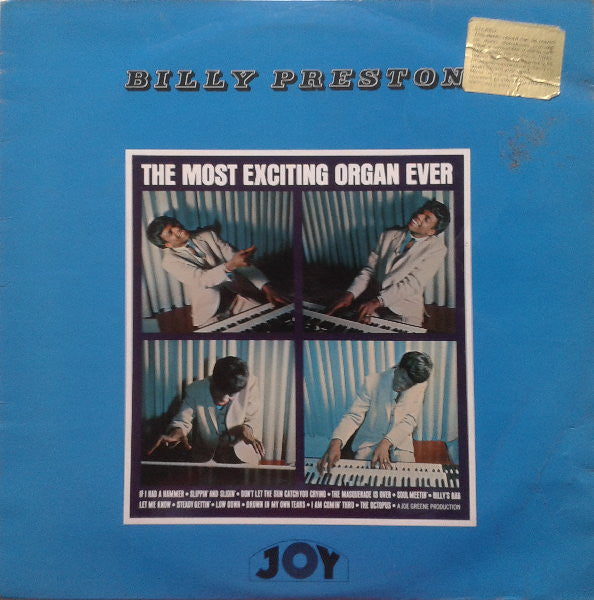 BILLY PRESTON
THE MOST EXCITING ORGAN EVER
IF I HAD A HAMMER • SLIPPIN' AND SLIDIN' • DON'T LET THE SUN CATCH YOU CRYING • THE MASQUERADE IS OVER • SOUL MEETIN' • BILLY'S BAG
LET ME KNOW • STEADY GETTIN' • LOW DOWN • DROWN IN MY OWN TEARS • I AM COMIN' THRU • THE OCTOPUS • A JOE GREENE PRODUCTION
JOY